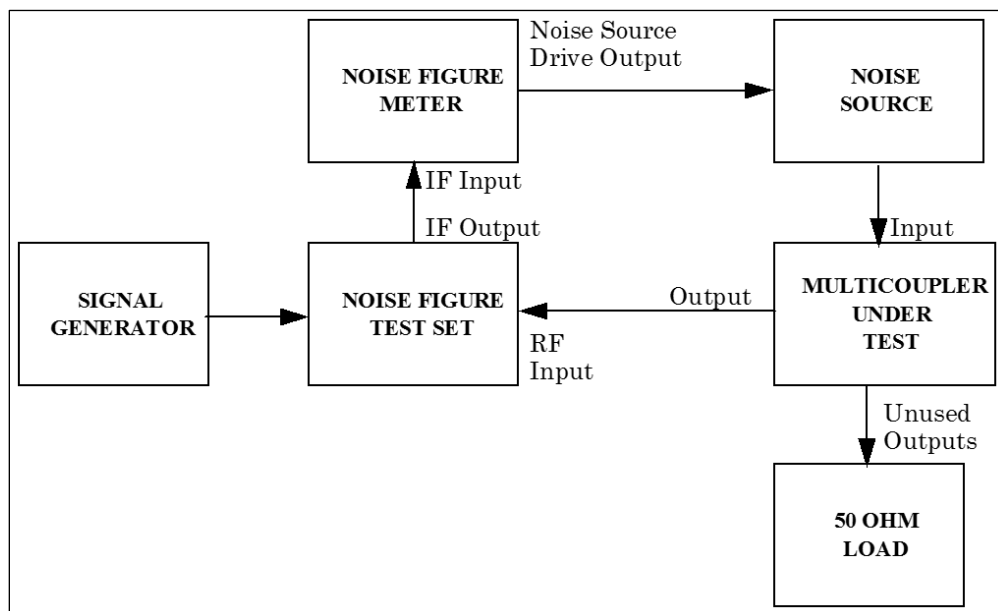 NOISE FIGURE
METER
Noise Source
Drive Output
NOISE
SOURCE
IF Input
IF Output
Input
SIGNAL
GENERATOR
NOISE FIGURE
TEST SET
Output
RF
Input
MULTICOUPLER
UNDER
TEST
Unused
Outputs
50 OHM
LOAD